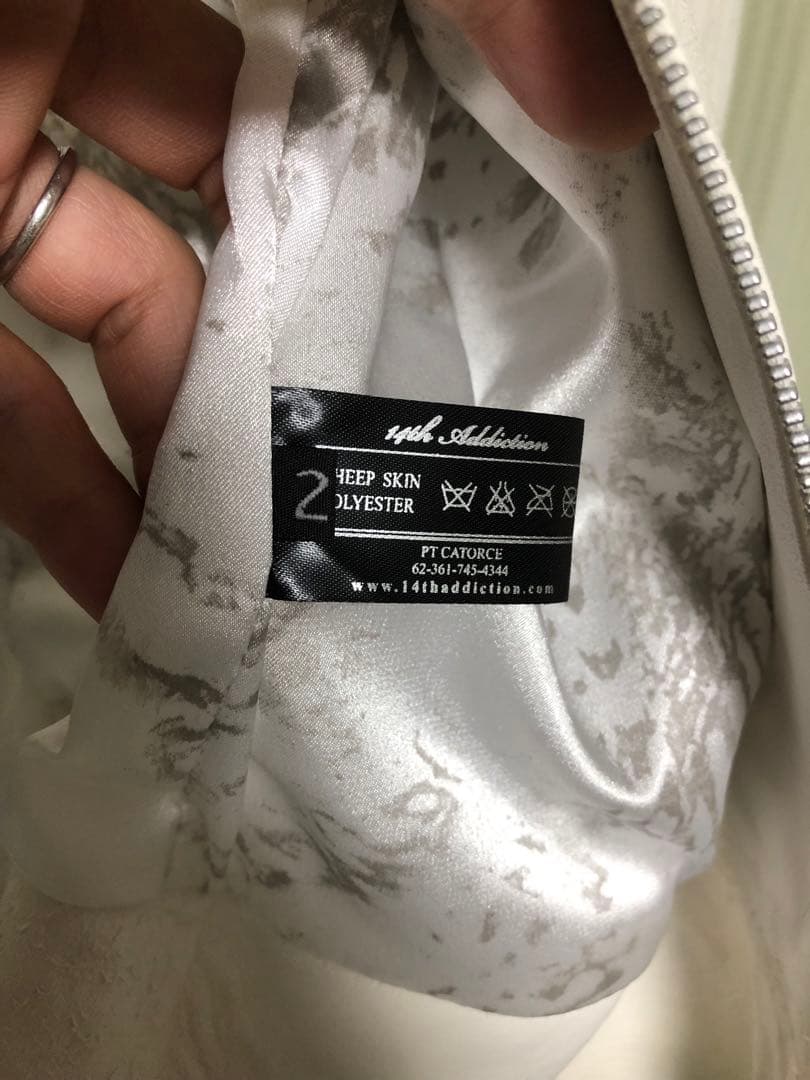 14th Addiction
2
HEEP SKIN
OLYESTER
PT CATORCE
62-361-745-4344
www.14thaddiction.com